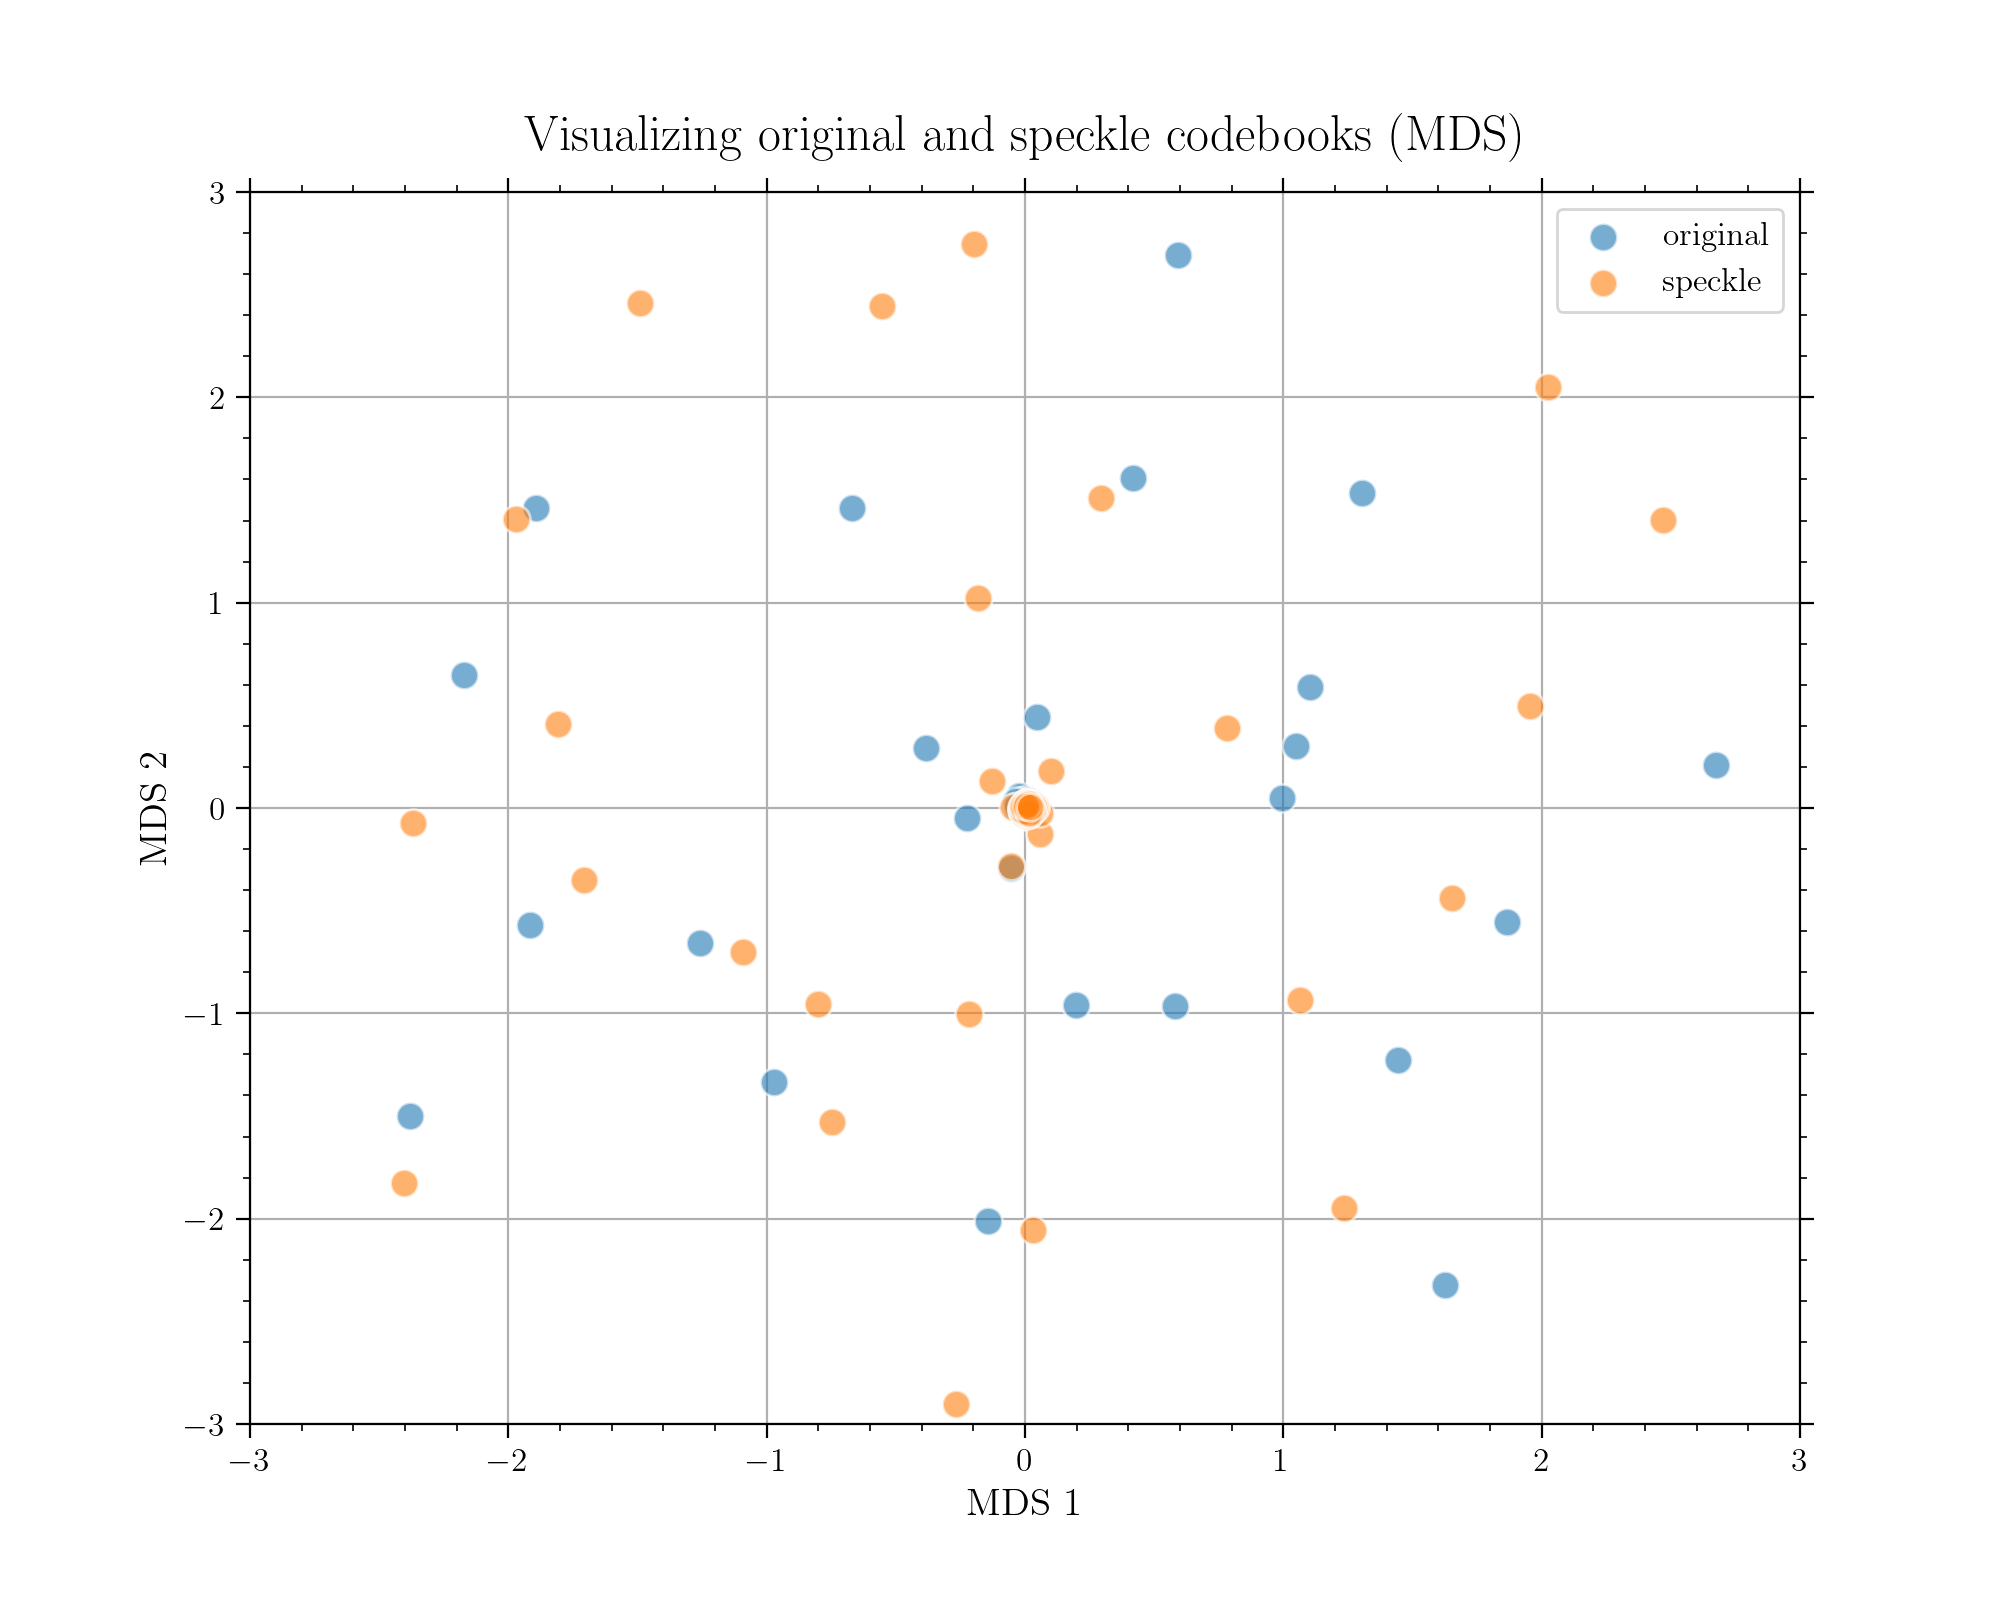 Visualizing original and speckle codebooks (MDS)
original
speckle
3
2
1
0
−1
−2
−3
MDS 2
−3
−2
−1
0
1
2
3
MDS 1